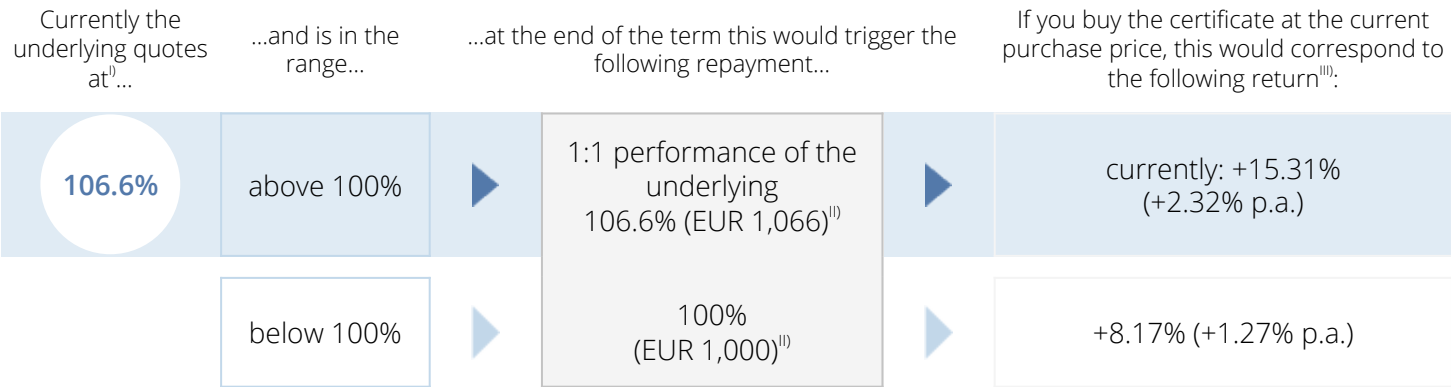 Currently the
underlying quotes
at^I)...
...and is in the
range...
...at the end of the term this would trigger the
following repayment...
If you buy the certificate at the current
purchase price, this would correspond to
the following return^III):
106.6%
above 100%
1:1 performance of the
underlying
106.6% (EUR 1,066)^II)
currently: +15.31%
(+2.32% p.a.)
below 100%
100%
(EUR 1,000)^II)
+8.17% (+1.27% p.a.)